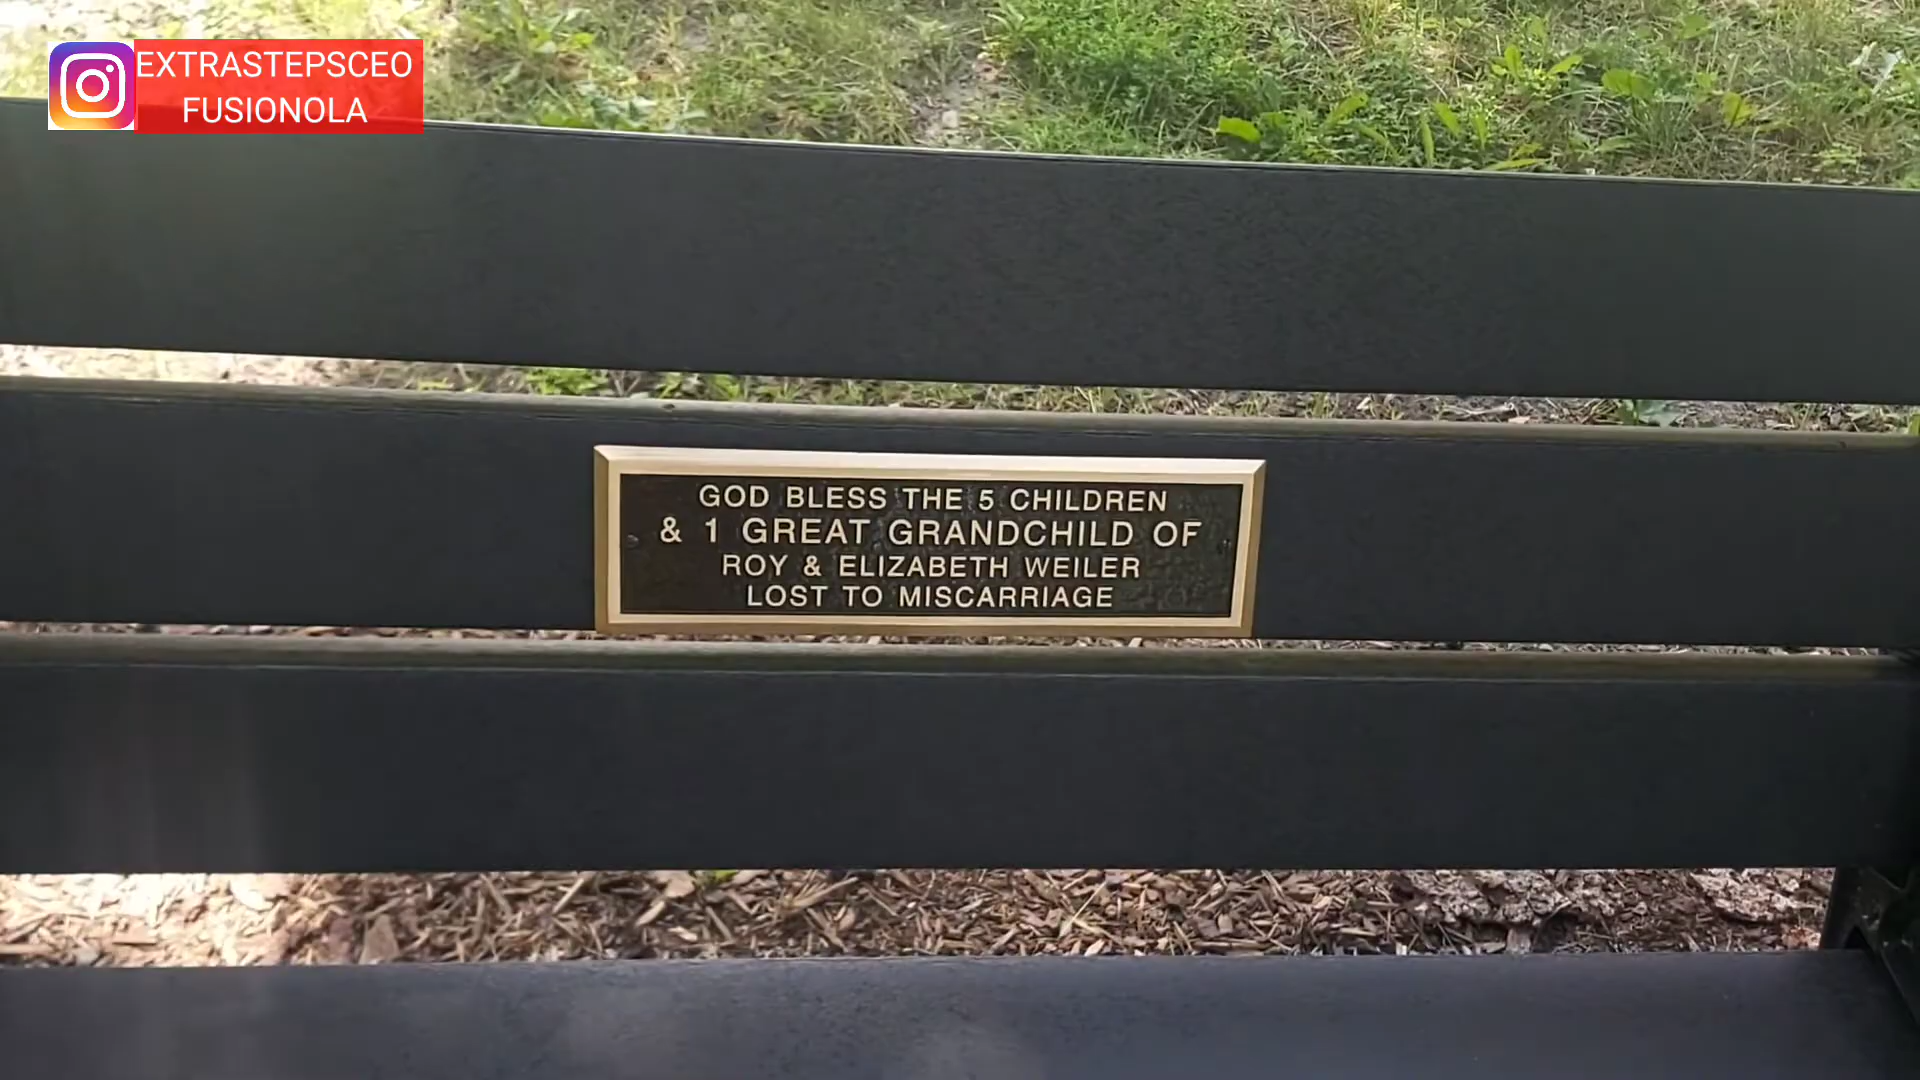 EXTRASTEPSCEO
FUSIONOLA
GOD BLESS THE 5 CHILDREN
& 1 GREAT GRANDCHILD OF
ROY & ELIZABETH WEILER
LOST TO MISCARRIAGE